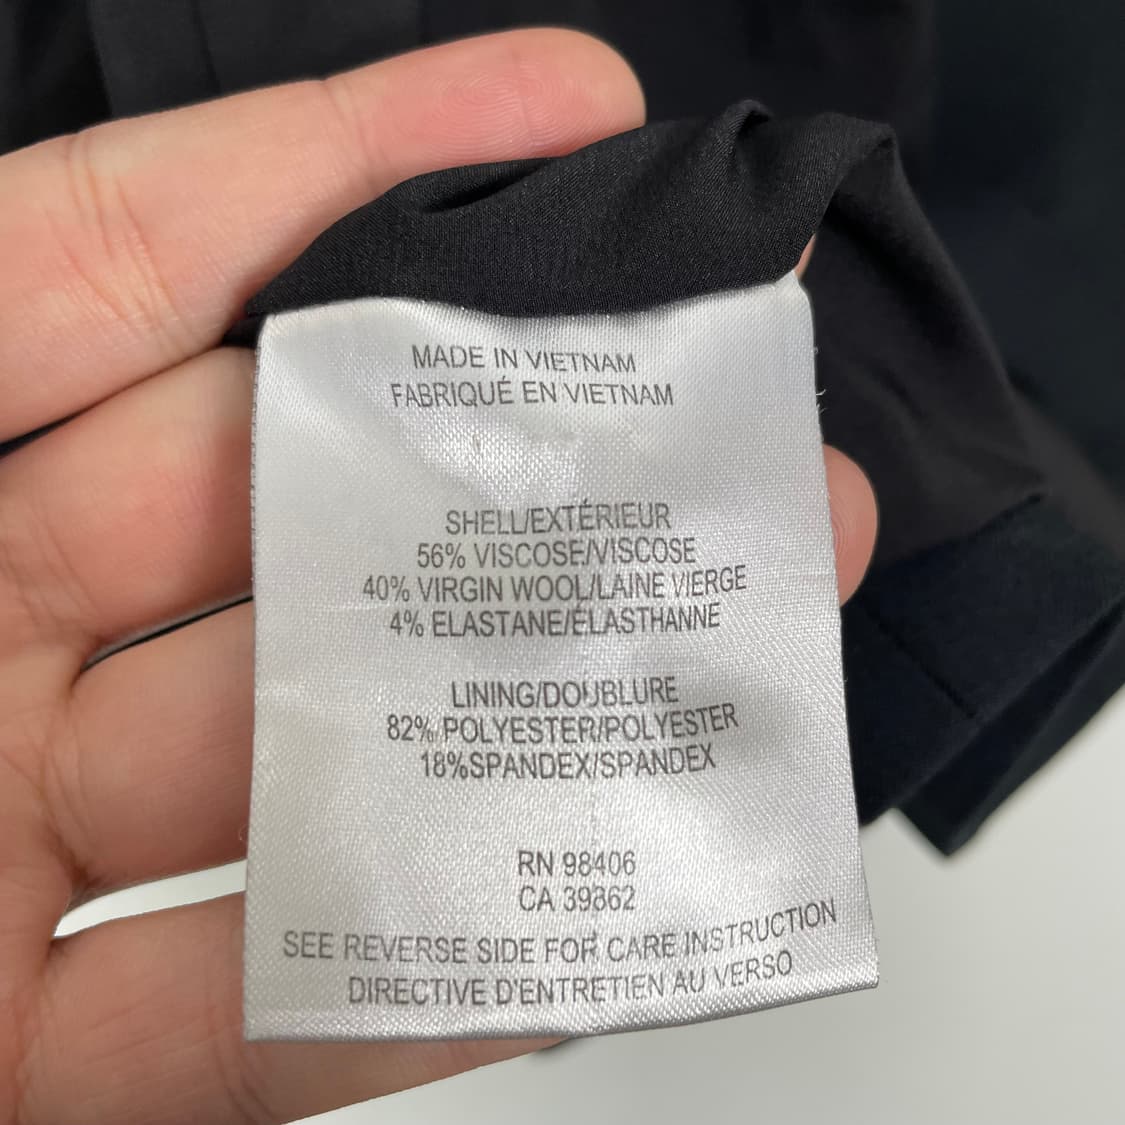 MADE IN VIETNAM
FABRIQUÉ EN VIETNAM
SHELL/EXTÉRIEUR
56% VISCOSE/VISCOSE
40% VIRGIN WOOL/LAINE VIERGE
4% ELASTANE/ÉLASTHANNE
LINING/DOUBLURE
82% POLYESTER/POLYESTER
18%SPANDEX/SPANDEX
RN 98406
CA 39362
SEE REVERSE SIDE FOR CARE INSTRUCTION
DIRECTIVE D'ENTRETIEN AU VERSO